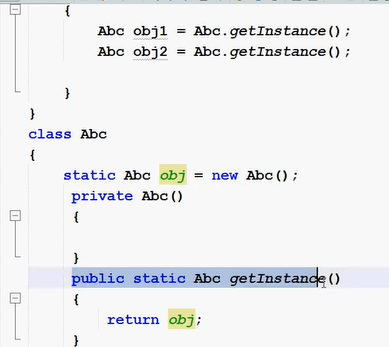 {
Abc obj1 = Abc.getInstance();
Abc obj2 = Abc.getInstance();
}
}
class Abc
{
static Abc obj = new Abc();
private Abc()
{
}
public static Abc getInstance()
{
return obj;
}